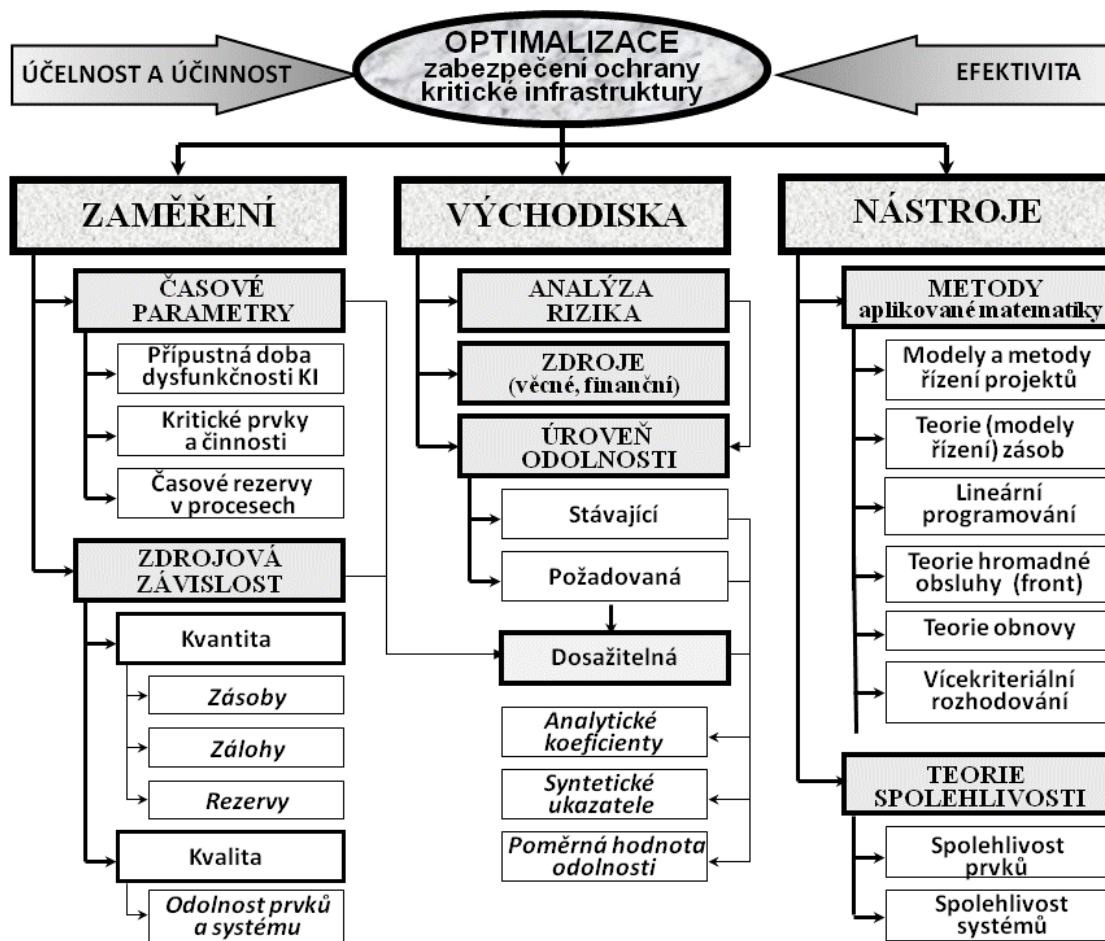 OPTIMALIZACE
zabezpečení ochrany
kritické infrastruktury
ÚČELNOST A ÚČINNOST
EFEKTIVITA
ZAMĚŘENÍ
ČASOVÉ
PARAMETRY
Přípustná doba
dysfunkčnosti KI
Kritické prvky
a činnosti
Časové rezervy
v procesech
ZDROJOVÁ
ZÁVISLOST
Kvantita
Zásoby
Zálohy
Rezervy
Kvalita
Odolnost prvků
a systému
VÝCHODISKA
ANALÝZA
RIZIKA
ZDROJE
(věcné, finanční)
ÚROVEŇ
ODOLNOSTI
Stávající
Požadovaná
Dosažitelná
Analytické
koeficienty
Syntetické
ukazatele
Poměrná hodnota
odolnosti
NÁSTROJE
METODY
aplikované matematiky
Modely a metody
řízení projektů
Teorie (modely
řízení) zásob
Lineární
programování
Teorie hromadné
obsluhy (front)
Teorie obnovy
Vícekriteriální
rozhodování
TEORIE
SPOLEHLIVOSTI
Spolehlivost
prvků
Spolehlivost
systémů